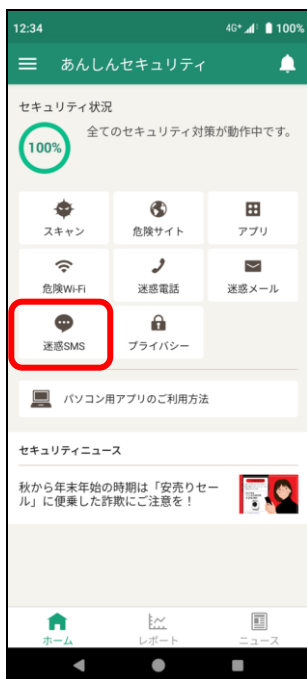 12:34 4G+ 100%
あんしんセキュリティ
セキュリティ状況
100%
全てのセキュリティ対策が動作中です。
スキャン 危険サイト アプリ
危険Wi-Fi 迷惑電話 迷惑メール
迷惑SMS プライバシー
パソコン用アプリのご利用方法
セキュリティニュース
秋から年末年始の時期は「安売りセー
ル」に便乗した詐欺にご注意を！
ホーム レポート ニュース